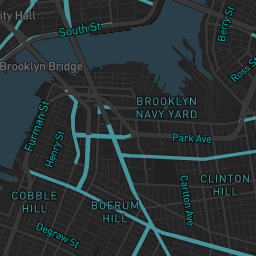 ity Hall
South St
Berry St
Ross St
Brooklyn Bridge
BROOKLYN
NAVY YARD
Furman St
Henry St
Park Ave
CLINTON
HILL
Carlton Ave
COBBLE
HILL
BOERUM
HILL
Degraw St